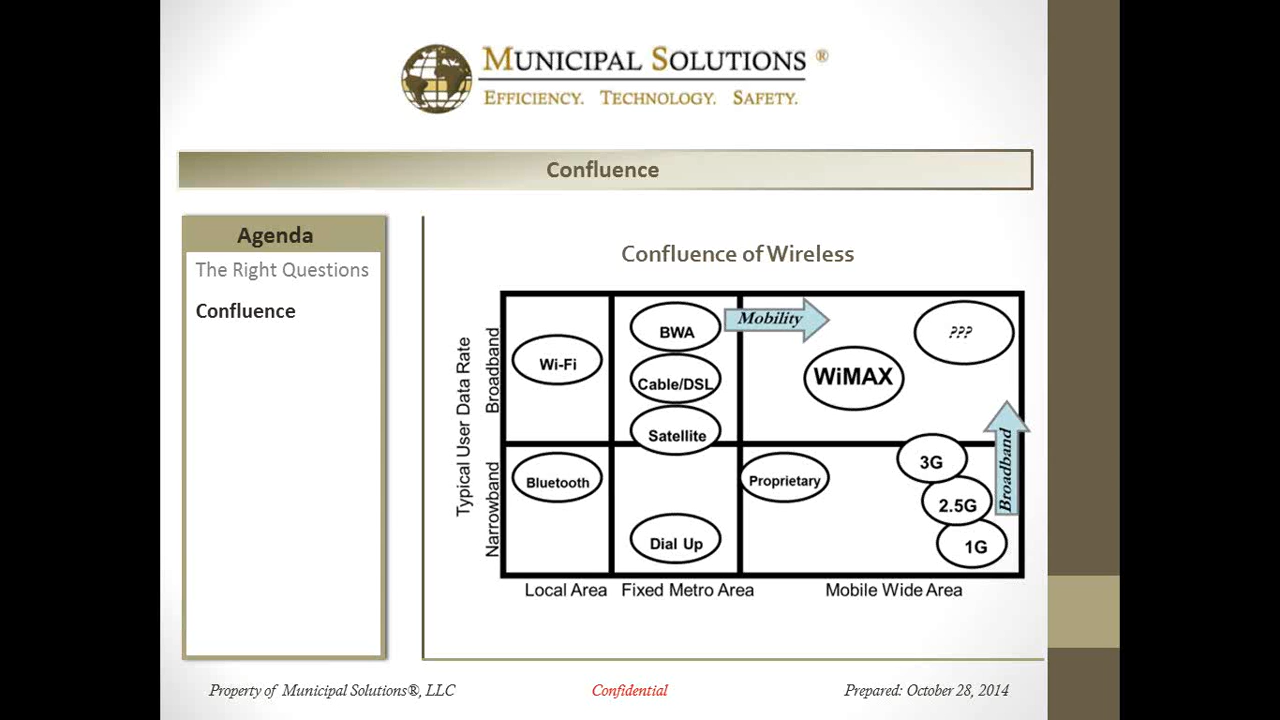 MUNICIPAL SOLUTIONS ®
EFFICIENCY. TECHNOLOGY. SAFETY.
Confluence
Agenda
The Right Questions
Confluence
Confluence of Wireless
Typical User Data Rate
Broadband
Narrowband
Wi-Fi
BWA
Cable/DSL
Satellite
Mobility
WiMAX
???
Bluetooth
Dial Up
Proprietary
3G
2.5G
1G
Broadband
Local Area
Fixed Metro Area
Mobile Wide Area
Property of Municipal Solutions®, LLC
Confidential
Prepared: October 28, 2014